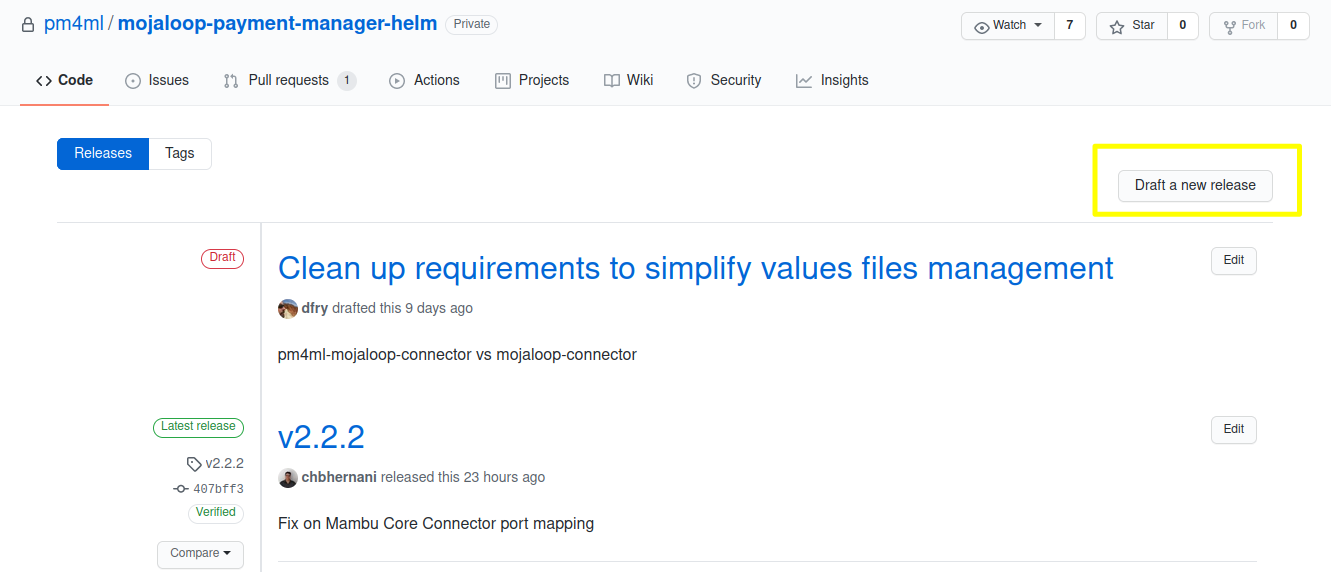 pm4ml / mojaloop-payment-manager-helm Private Watch 7 Star 0 Fork 0
Code Issues Pull requests 1 Actions Projects Wiki Security Insights
Releases Tags
Draft a new release
Draft Clean up requirements to simplify values files management Edit
dfry drafted this 9 days ago
pm4ml-mojaloop-connector vs mojaloop-connector
Latest release v2.2.2 Edit
v2.2.2 chbhernani released this 23 hours ago
407bff3
Verified Fix on Mambu Core Connector port mapping
Compare